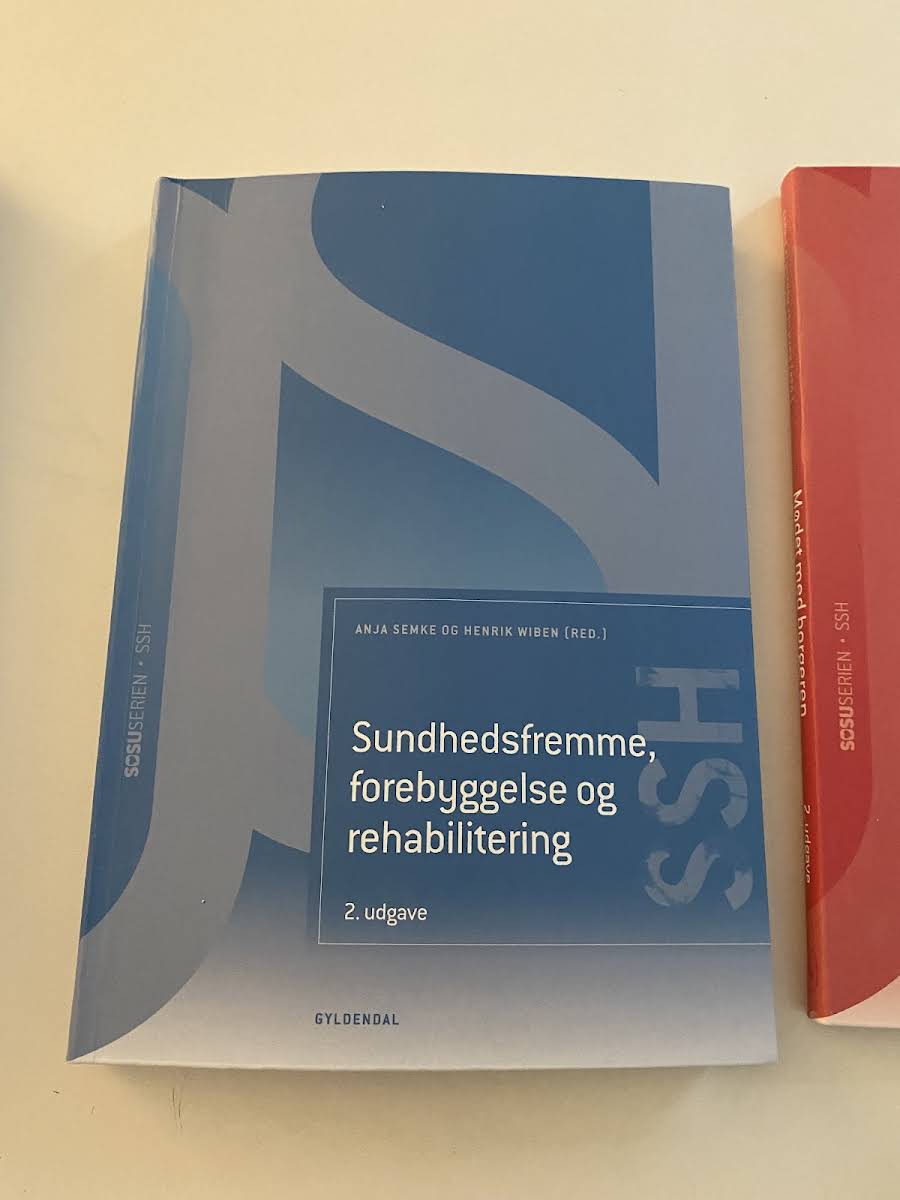 ANJA SEMKE OG HENRIK WIBEN (RED.)
Sundhedsfremme,
forebyggelse og
rehabilitering
2. udgave
SSH
GYLDENDAL
SOSUSERIEN • SSH
Mødet med borgeren
2. udgave
SOSUSERIEN • SSH